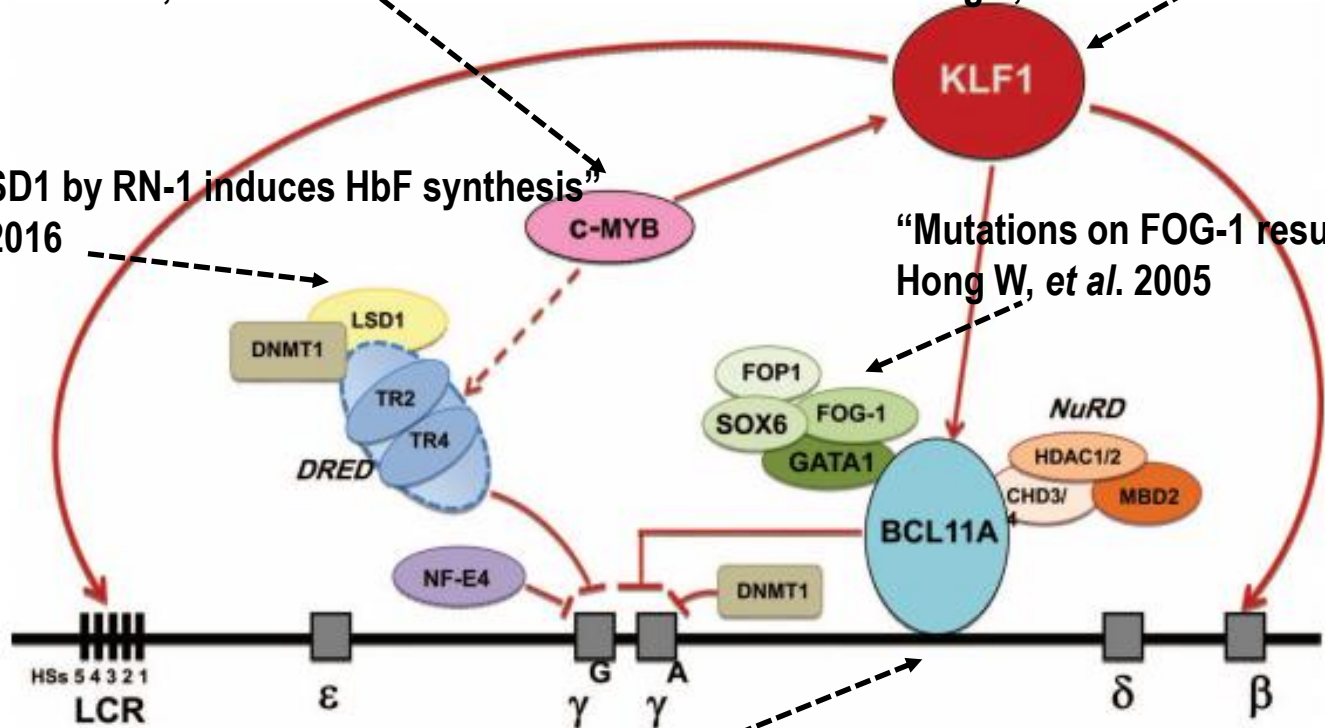 KLF1
SD1 by RN-1 induces HbF synthesis”
2016
c-MYB
“Mutations on FOG-1 resu
Hong W, et al. 2005
LSD1
DNMT1
TR2
TR4
DRED
FOP1
SOX6
FOG-1
GATA1
NuRD
HDAC1/2
CHD3/
4
MBD2
BCL11A
NF-E4
DNMT1
HSs 5 4 3 2 1
LCR
ε
G
γ
A
γ
δ
β